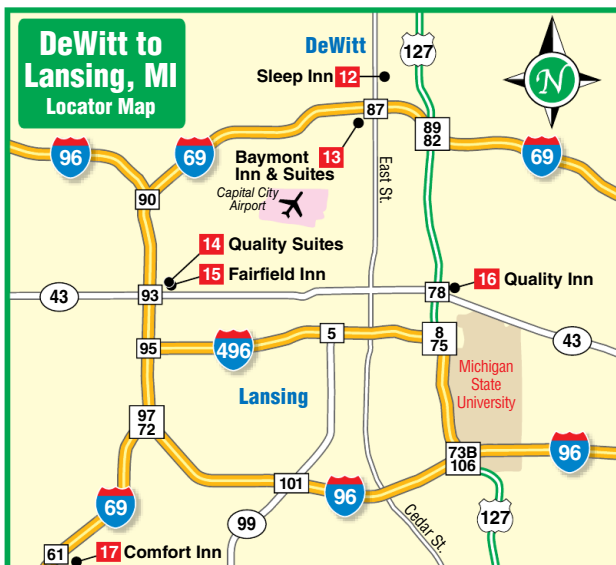 DeWitt to
Lansing, MI
Locator Map
DeWitt
127
N
Sleep Inn 12
87
89
82
96
69
Baymont 13
Inn & Suites
69
Capital City
Airport
East St.
90
14 Quality Suites
15 Fairfield Inn
16 Quality Inn
43
93
78
43
95
496
5
8
75
Michigan
State
University
Lansing
97
72
73B
106
96
101
96
69
99
Cedar St.
127
61
17 Comfort Inn